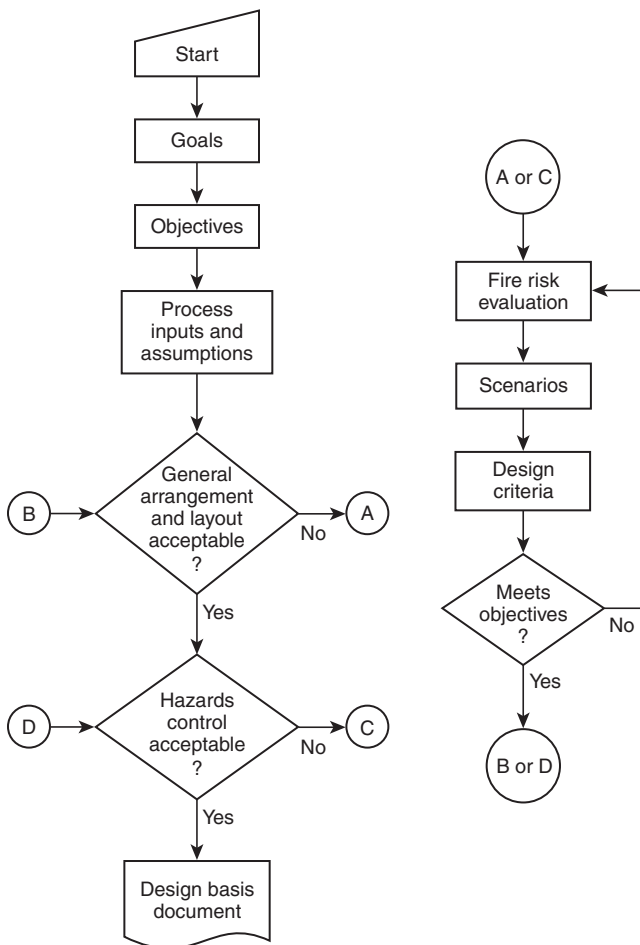 Start
Goals
Objectives
Process
inputs and
assumptions
General
arrangement
and layout
acceptable
?
B
No
A
Yes
Hazards
control
acceptable
?
D
No
C
Yes
Design basis
document
A or C
Fire risk
evaluation
Scenarios
Design
criteria
Meets
objectives
?
No
Yes
B or D